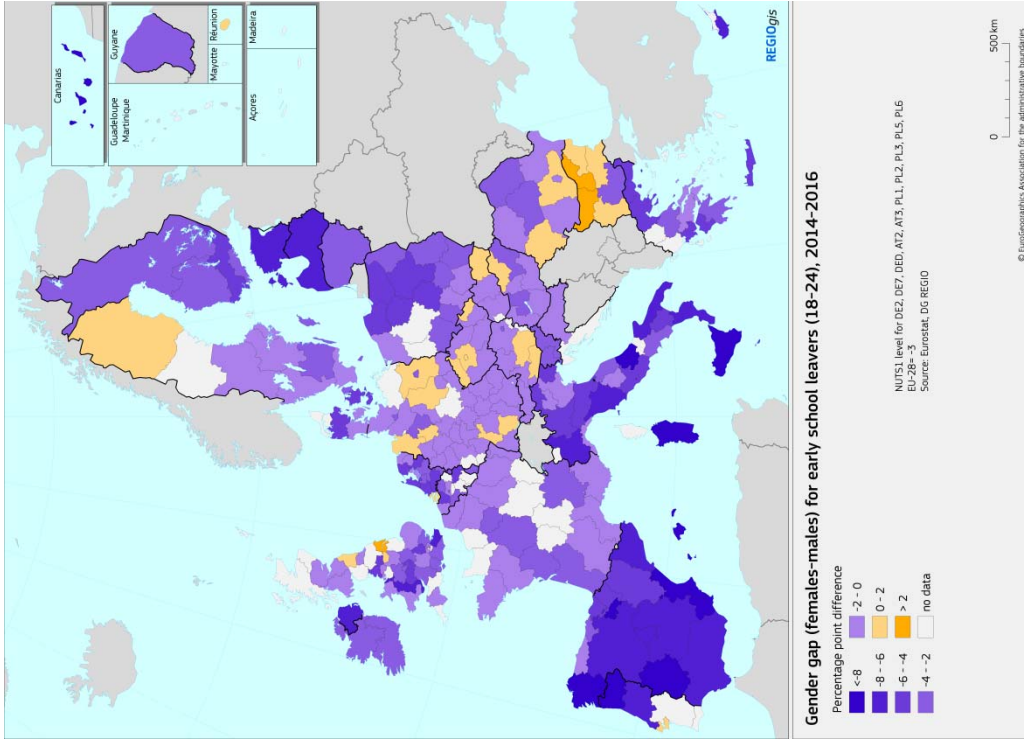 Canarias
Guadeloupe
Martinique
Guyane
Mayotte
Réunion
Açores
Madeira
REGIOgis
Gender gap (females-males) for early school leavers (18-24), 2014-2016
Percentage point difference
<-8
-8 - -6
-6 - -4
-4 - -2
-2 - 0
0 - 2
> 2
no data
NUTS1 level for DE2, DE7, DED, AT2, AT3, PL1, PL2, PL3, PL5, PL6
EU-28= -3
Source: Eurostat, DG REGIO
0 500 km
© EuroGeographics Association for the administrative boundaries